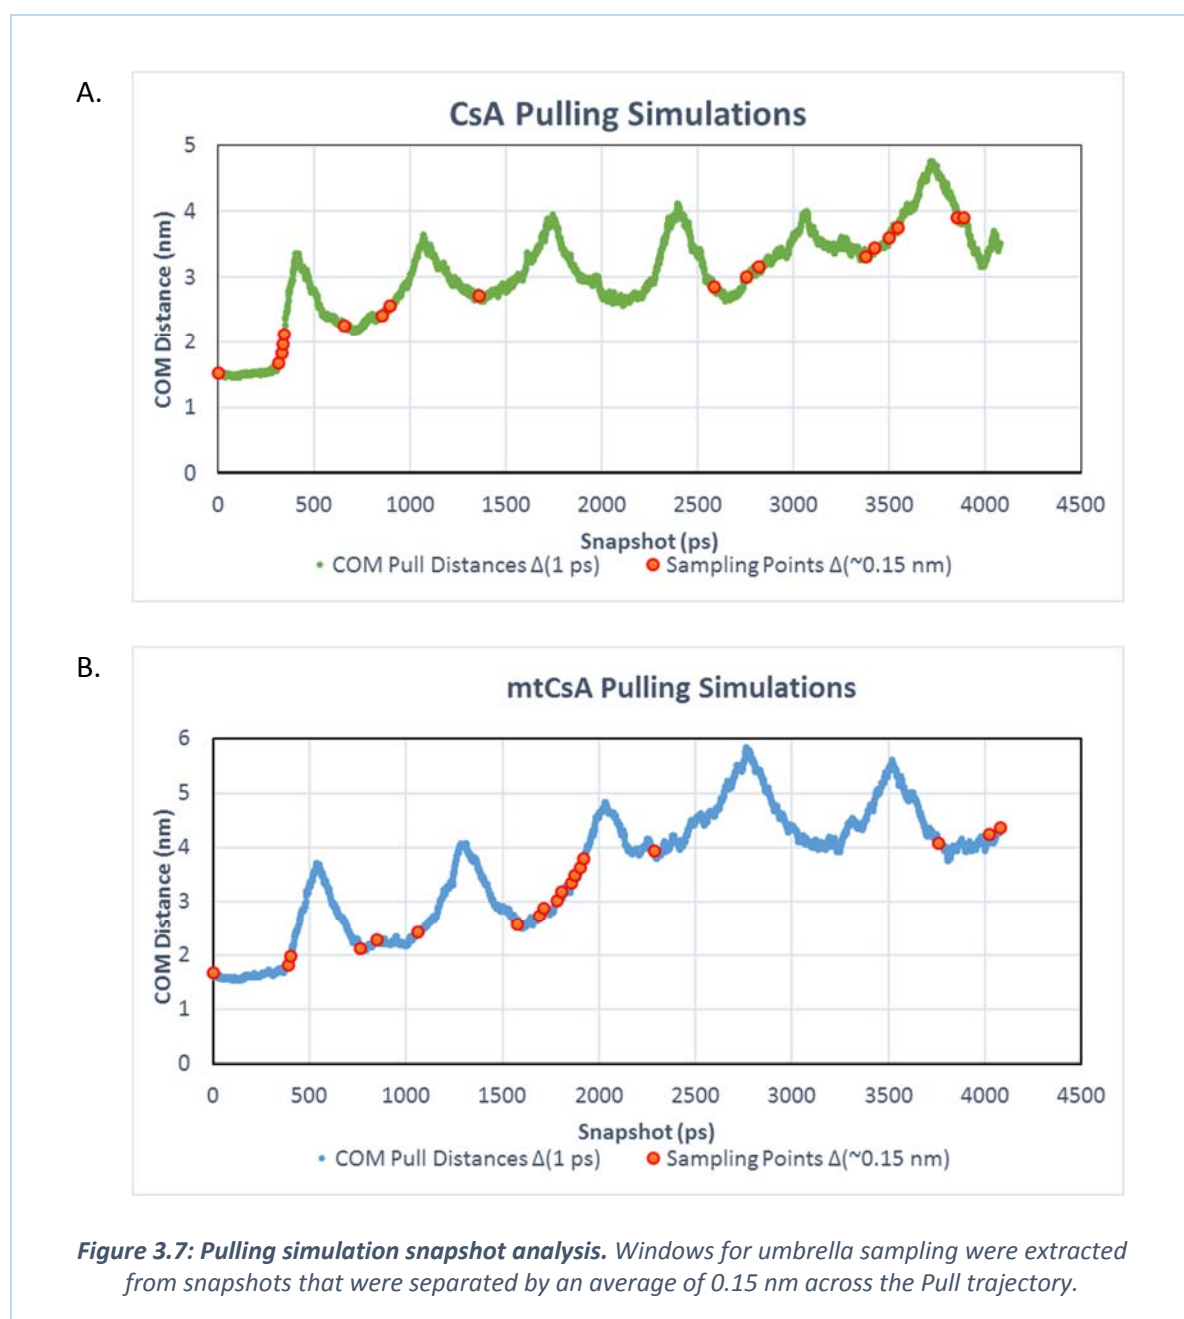 A.
CsA Pulling Simulations
5
4
3
2
1
0
COM Distance (nm)
0 500 1000 1500 2000 2500 3000 3500 4000 4500
Snapshot (ps)
COM Pull Distances Δ(1 ps) Sampling Points Δ(~0.15 nm)
B.
mtCsA Pulling Simulations
6
5
4
3
2
1
0
COM Distance (nm)
0 500 1000 1500 2000 2500 3000 3500 4000 4500
Snapshot (ps)
COM Pull Distances Δ(1 ps) Sampling Points Δ(~0.15 nm)
Figure 3.7: Pulling simulation snapshot analysis. Windows for umbrella sampling were extracted
from snapshots that were separated by an average of 0.15 nm across the Pull trajectory.